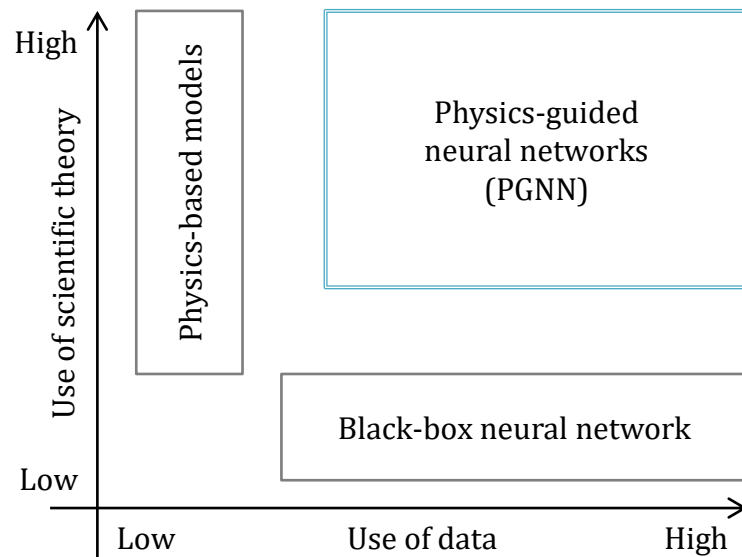 High
Use of scientific theory
Low
Physics-based models
Physics-guided
neural networks
(PGNN)
Black-box neural network
Low
Use of data
High